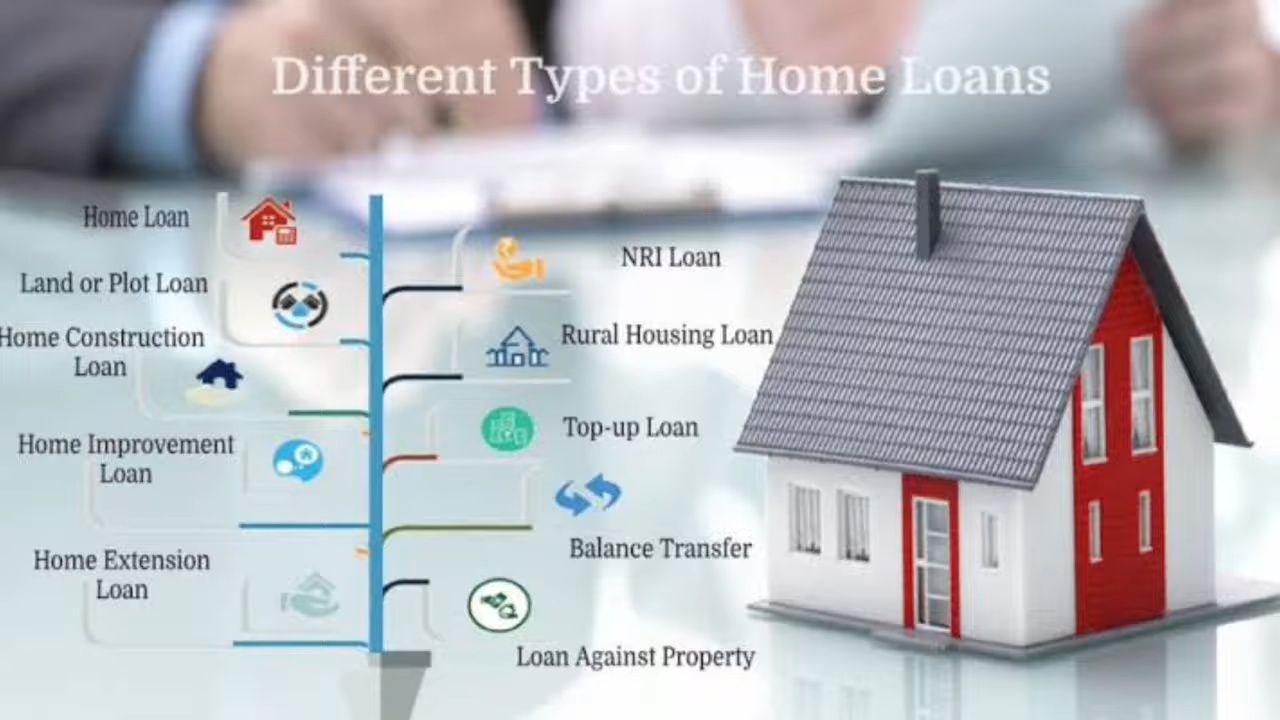 Different Types of Home Loans
Home Loan
Land or Plot Loan
Home Construction
Loan
Home Improvement
Loan
Home Extension
Loan
NRI Loan
Rural Housing Loan
Top-up Loan
Balance Transfer
Loan Against Property